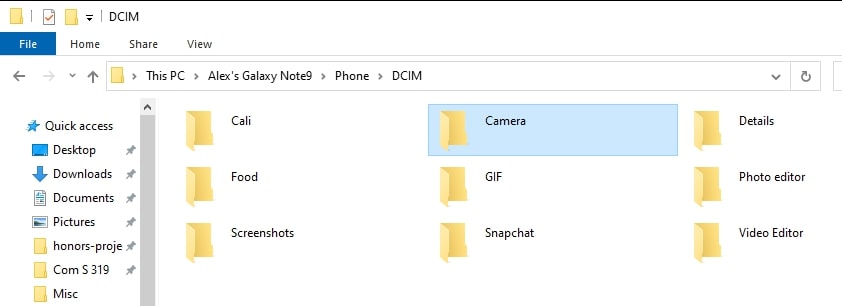 DCIM
File Home Share View
This PC > Alex's Galaxy Note9 > Phone > DCIM
Quick access
Desktop
Downloads
Documents
Pictures
honors-proje
Com S 319
Misc
Cali Camera Details
Food GIF Photo editor
Screenshots Snapchat Video Editor